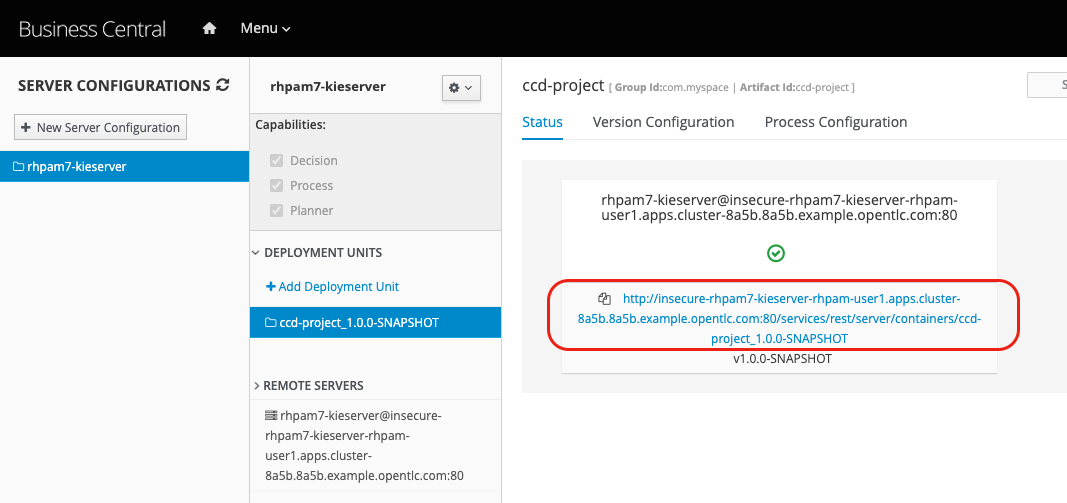 Business Central
Menu
SERVER CONFIGURATIONS
+ New Server Configuration
rhpam7-kieserver
rhpam7-kieserver
Capabilities:
Decision
Process
Planner
DEPLOYMENT UNITS
+ Add Deployment Unit
ccd-project_1.0.0-SNAPSHOT
REMOTE SERVERS
rhpam7-kieserver@insecure-
rhpam7-kieserver-rhpam-
user1.apps.cluster-
8a5b.8a5b.example.opentlc.com:80
ccd-project [ Group Id:com.myspace | Artifact Id:ccd-project ]
S
Status Version Configuration Process Configuration
rhpam7-kieserver@insecure-rhpam7-kieserver-rhpam-
user1.apps.cluster-8a5b.8a5b.example.opentlc.com:80
http://insecure-rhpam7-kieserver-rhpam-user1.apps.cluster-
8a5b.8a5b.example.opentlc.com:80/services/rest/server/containers/ccd-
project_1.0.0-SNAPSHOT
v1.0.0-SNAPSHOT